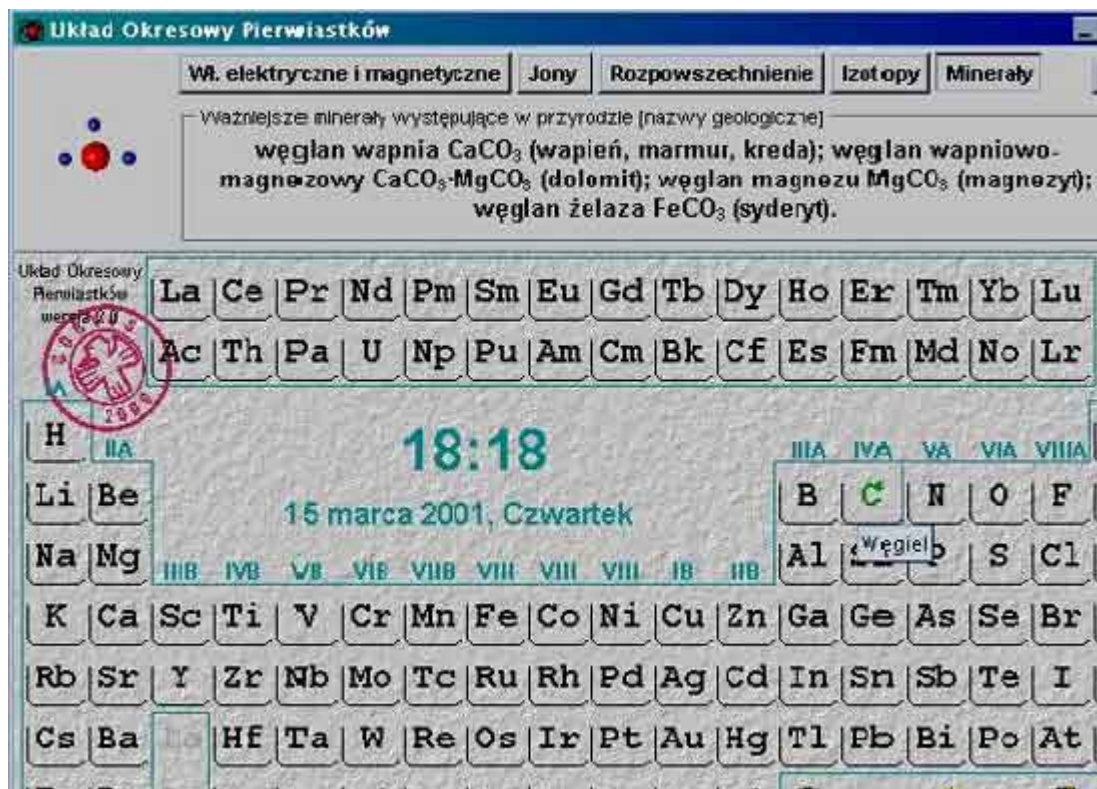 Układ Okresowy Pierwiastków
Wł. elektryczne i magnetyczne Jony Rozpowszechnienie Izotopy Minerały
Ważniejsze minerały występujące w przyrodzie [nazwy geologiczne]
węglan wapnia CaCO₃ (wapień, marmur, kreda); węglan wapniowo-
magnezowy CaCO₃·MgCO₃ (dolomit); węglan magnezu MgCO₃ (magnezyt);
węglan żelaza FeCO₃ (syderyt).
Układ Okresowy
Pierwiastków
wersja 2.0
La Ce Pr Nd Pm Sm Eu Gd Tb Dy Ho Er Tm Yb Lu
Ac Th Pa U Np Pu Am Cm Bk Cf Es Fm Md No Lr
2000
IA
H IIA 18:18 IIIA IVA VA VIA VIIIA
Li Be B C N O F
15 marca 2001, Czwartek
Węgiel
Na Mg IIIB IVB VB VIB VIIB VIII VIII VIII IB IIB Al P S Cl
K Ca Sc Ti V Cr Mn Fe Co Ni Cu Zn Ga Ge As Se Br
Rb Sr Y Zr Nb Mo Tc Ru Rh Pd Ag Cd In Sn Sb Te I
Cs Ba La Hf Ta W Re Os Ir Pt Au Hg Tl Pb Bi Po At